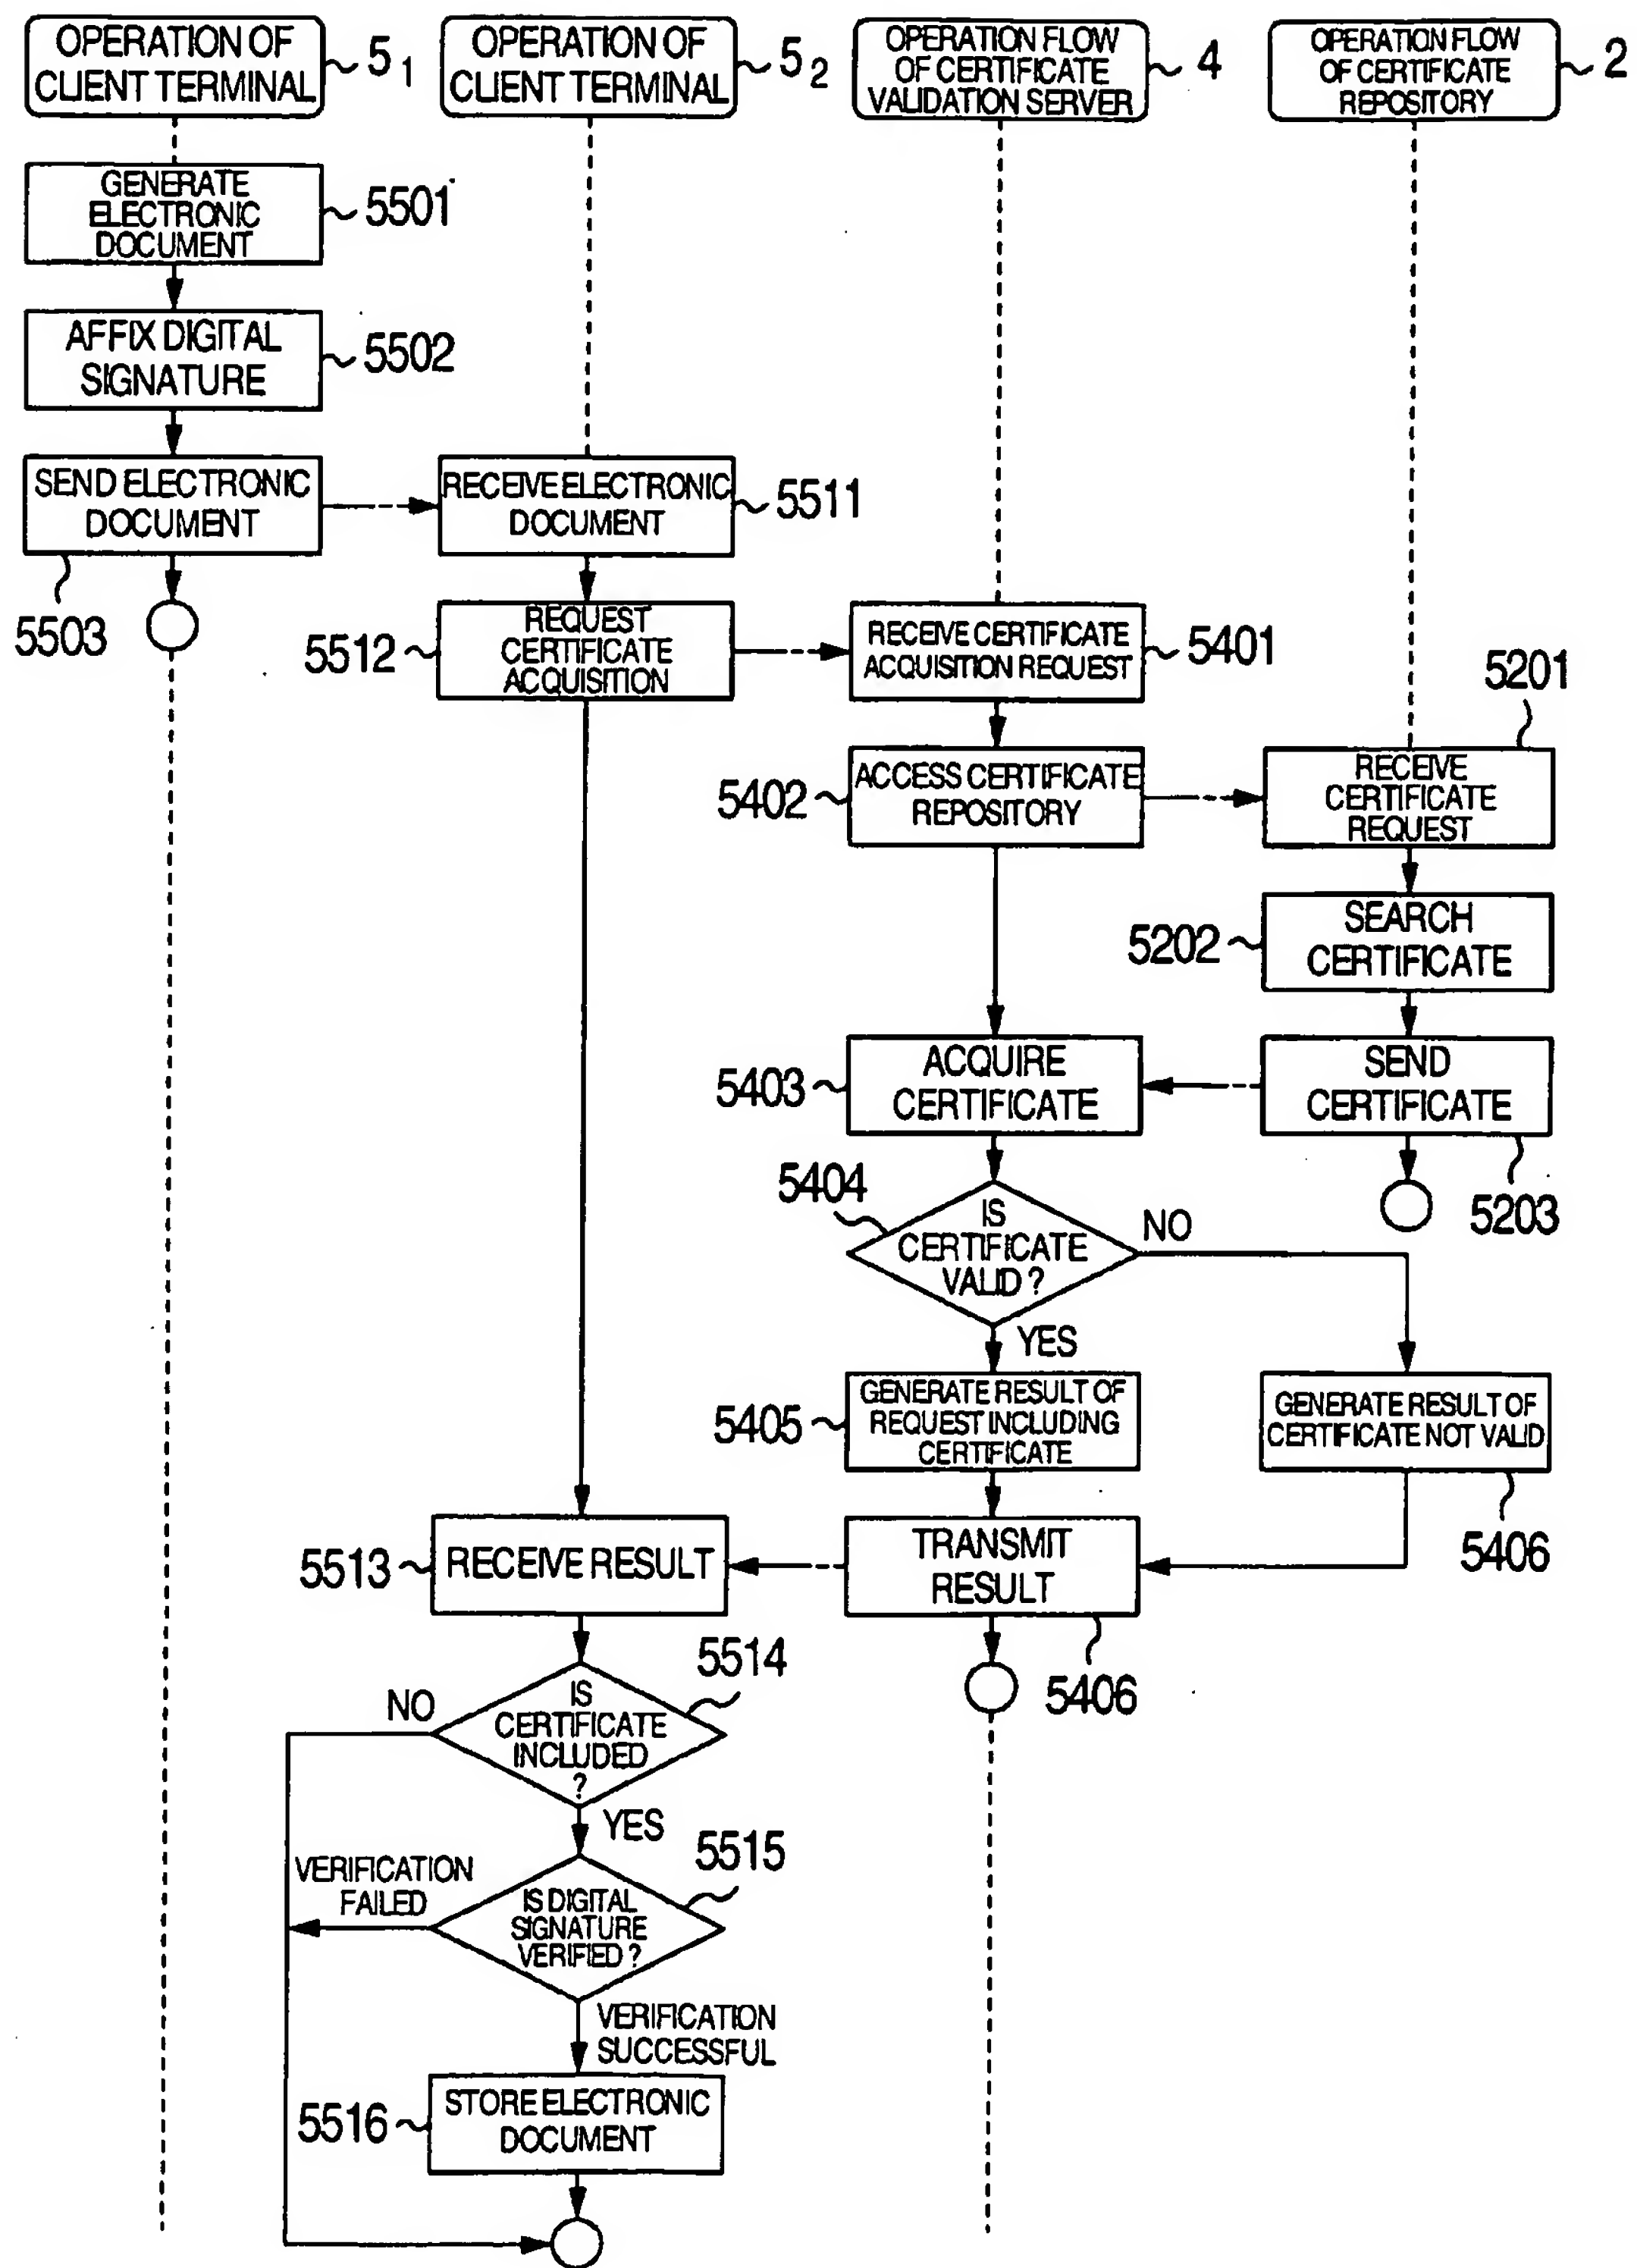 OPERATION OF
CLIENT TERMINAL
5 1
OPERATION OF
CLIENT TERMINAL
5 2
OPERATION FLOW
OF CERTIFICATE
VALIDATION SERVER
4
OPERATION FLOW
OF CERTIFICATE
REPOSITORY
2
GENERATE
ELECTRONIC
DOCUMENT
5501
AFFIX DIGITAL
SIGNATURE
5502
SEND ELECTRONIC
DOCUMENT
5503
RECEIVE ELECTRONIC
DOCUMENT
5511
REQUEST
CERTIFICATE
ACQUISITION
5512
RECEIVE CERTIFICATE
ACQUISITION REQUEST
5401
5201
ACCESS CERTIFICATE
REPOSITORY
5402
RECEIVE
CERTIFICATE
REQUEST
SEARCH
CERTIFICATE
5202
ACQUIRE
CERTIFICATE
5403
SEND
CERTIFICATE
5203
5404
IS
CERTIFICATE
VALID ?
NO
YES
GENERATE RESULT OF
REQUEST INCLUDING
CERTIFICATE
5405
GENERATE RESULT OF
CERTIFICATE NOT VALID
5406
5513
RECEIVE RESULT
TRANSMIT
RESULT
5406
5514
NO
IS
CERTIFICATE
INCLUDED
?
YES
5515
VERIFICATION
FAILED
IS DIGITAL
SIGNATURE
VERIFIED ?
VERIFICATION
SUCCESSFUL
5516
STORE ELECTRONIC
DOCUMENT